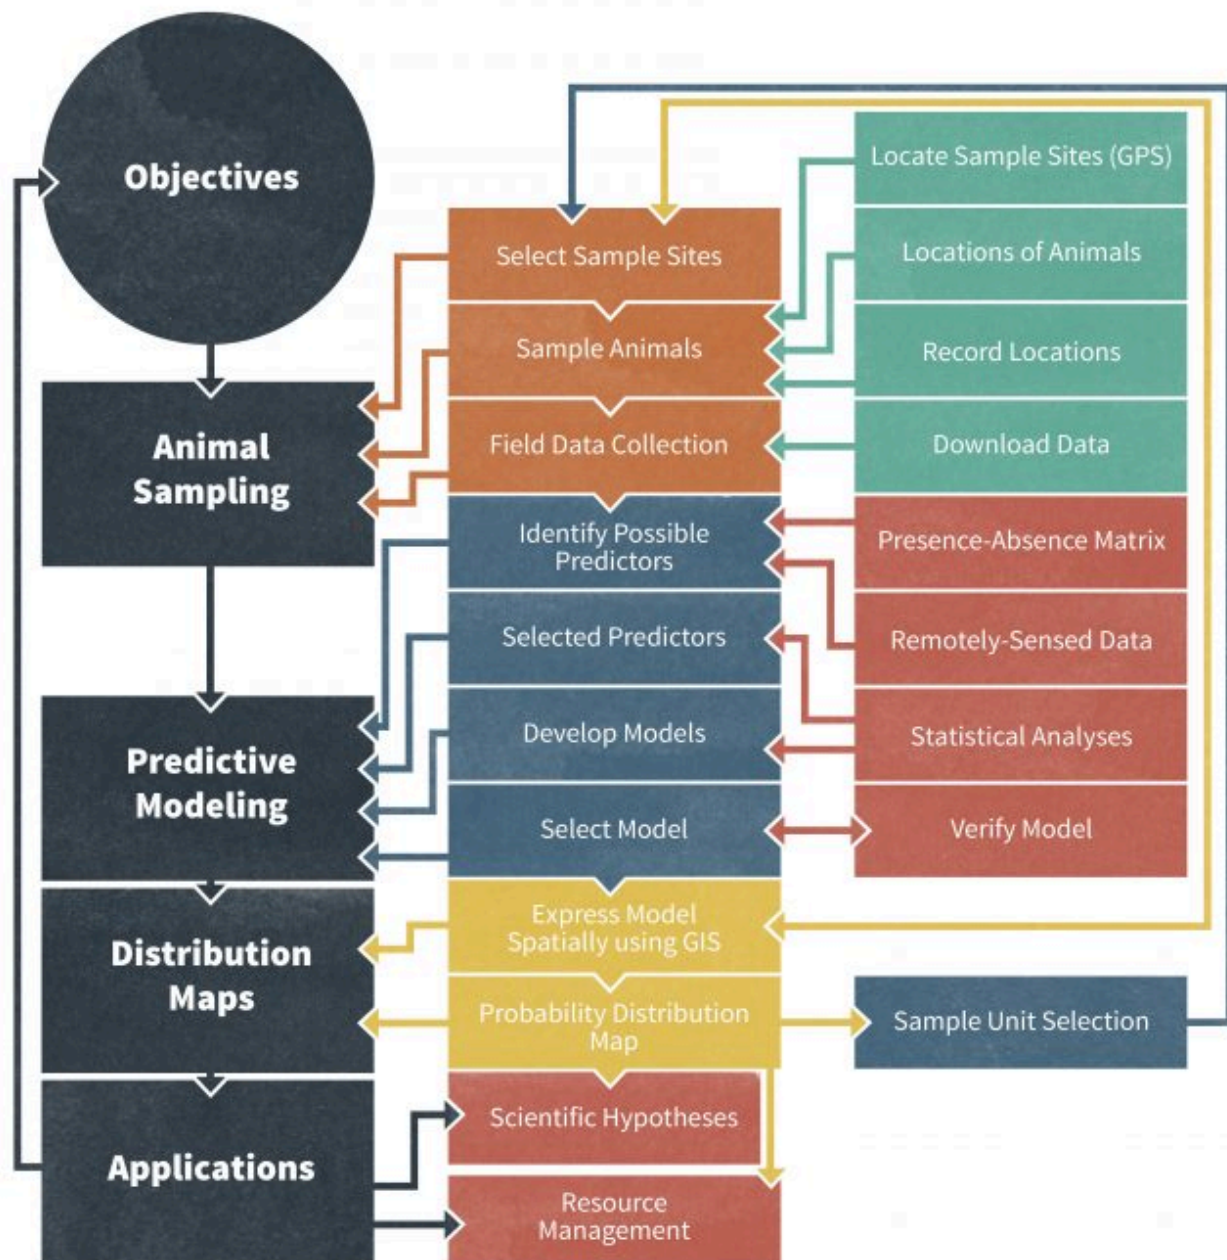 Objectives
Animal
Sampling
Predictive
Modeling
Distribution
Maps
Applications
Select Sample Sites
Sample Animals
Field Data Collection
Identify Possible
Predictors
Selected Predictors
Develop Models
Select Model
Express Model
Spatially using GIS
Probability Distribution
Map
Scientific Hypotheses
Resource
Management
Locate Sample Sites (GPS)
Locations of Animals
Record Locations
Download Data
Presence-Absence Matrix
Remotely-Sensed Data
Statistical Analyses
Verify Model
Sample Unit Selection